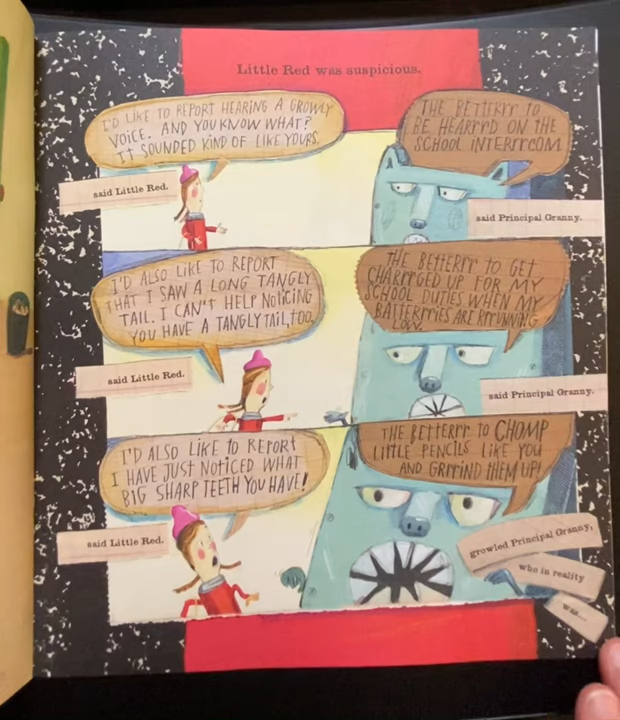 Little Red was suspicious.
I'D LIKE TO REPORT HEARING A GROWLY
VOICE. AND YOU KNOW WHAT?
IT SOUNDED KIND OF LIKE YOURS,
said Little Red.
THE BETTERRR TO
BE HEARRRD ON THE
SCHOOL INTERRRCOM
said Principal Granny.
I'D ALSO LIKE TO REPORT
THAT I SAW A LONG TANGLY
TAIL. I CAN'T HELP NOTICING
YOU HAVE A TANGLY TAIL, TOO,
said Little Red.
THE BETTERRR TO GET
CHARRRGED UP FOR MY
SCHOOL DUTIES WHEN MY
BATTERRRIES ARE RRRUNNING
LOW,
said Principal Granny.
I'D ALSO LIKE TO REPORT
I HAVE JUST NOTICED WHAT
BIG SHARP TEETH YOU HAVE!
said Little Red.
THE BETTERRR TO CHOMP
LITTLE PENCILS LIKE YOU
AND GRRRIND THEM UP!
growled Principal Granny,
who in reality
was...